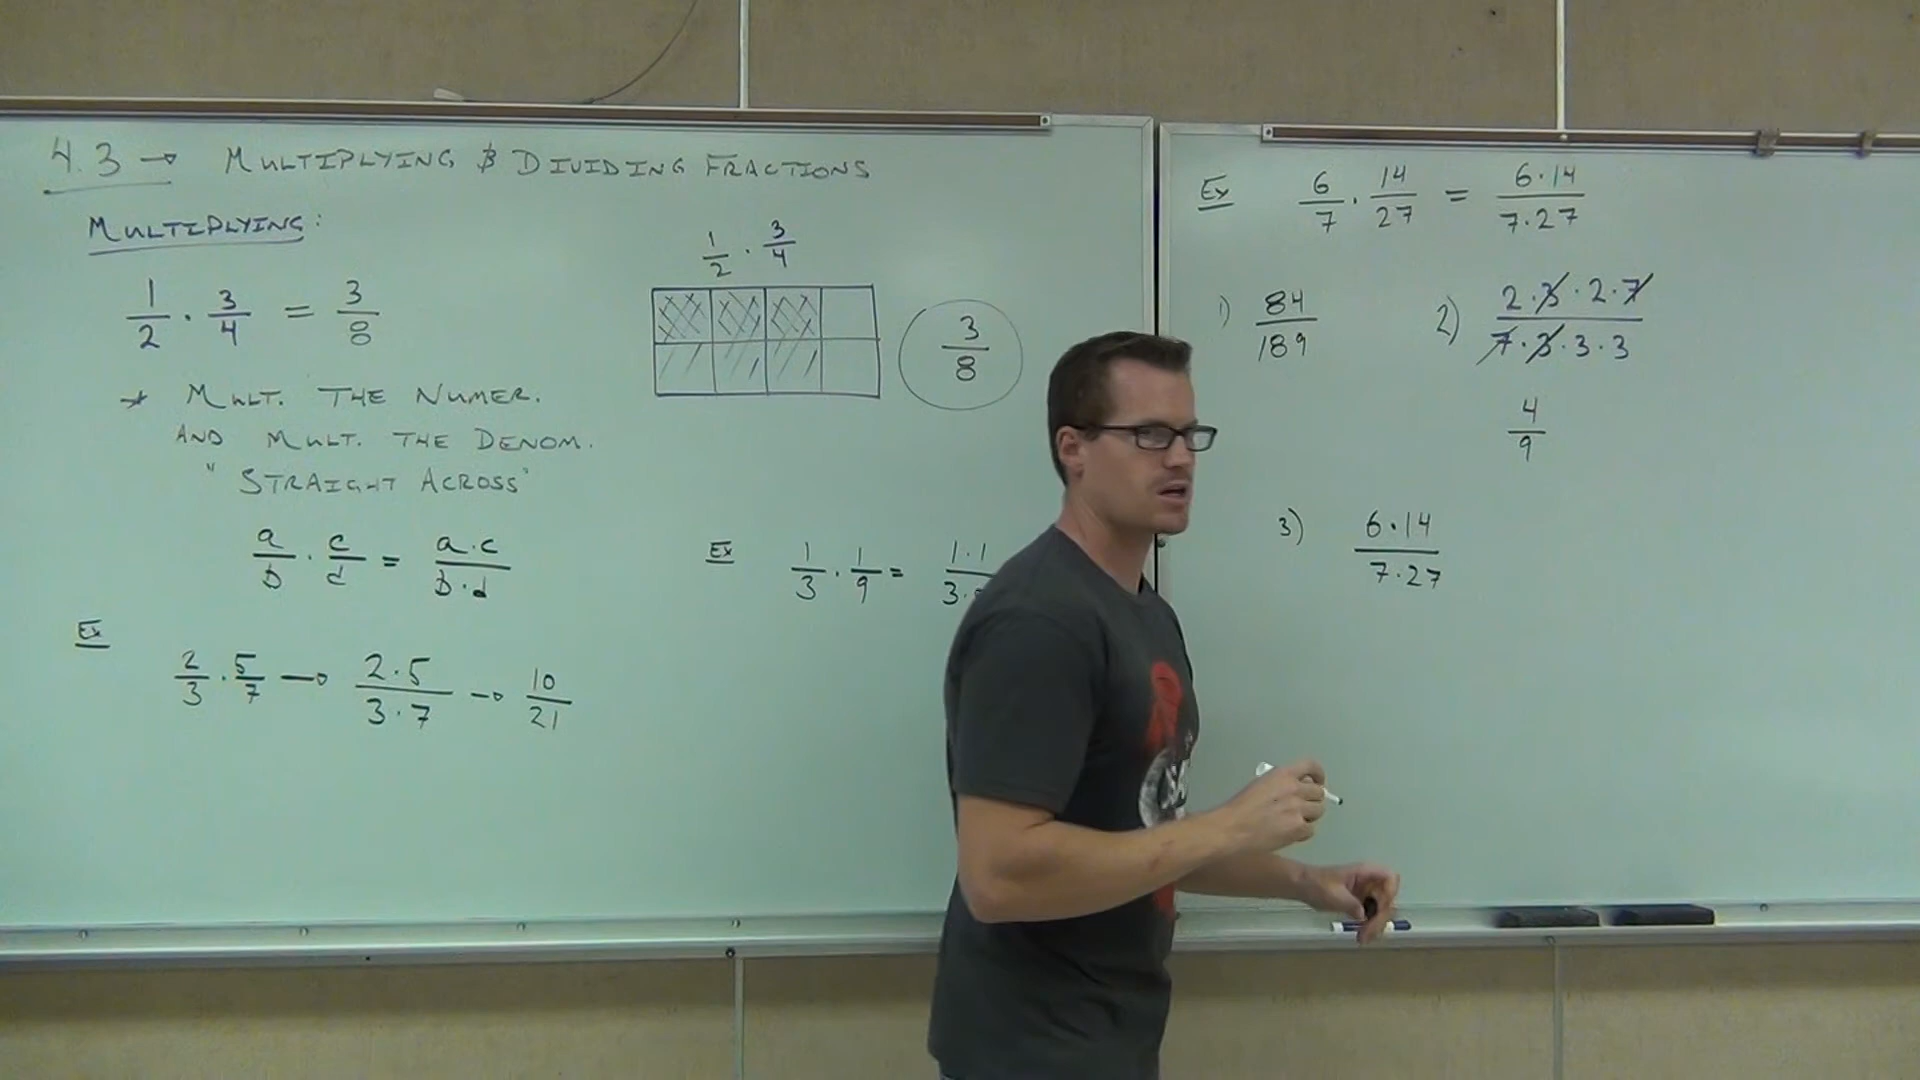 4.3 → MULTIPLYING & DIVIDING FRACTIONS
MULTIPLYING:
1/2 · 3/4 = 3/8
* MULT. THE NUMER.
AND MULT. THE DENOM.
"STRAIGHT ACROSS"
a/b · c/d = a·c/b·d
Ex
2/3 · 5/7 → 2·5/3·7 → 10/21
1/2 · 3/4
3/8
Ex 1/3 · 1/9 = 1·1/3·
Ex 6/7 · 14/27 = 6·14/7·27
1) 84/189
2) 2·3·2·7/7·3·3·3
4/9
3) 6·14/7·27